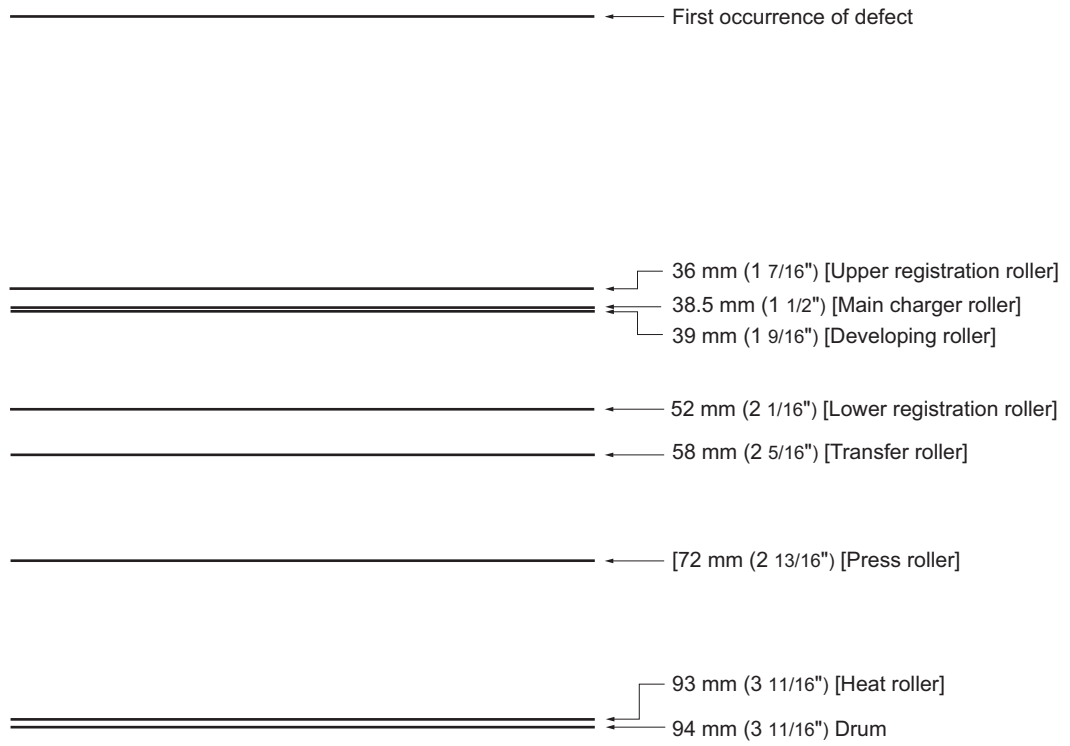 First occurrence of defect
36 mm (1 7/16") [Upper registration roller]
38.5 mm (1 1/2") [Main charger roller]
39 mm (1 9/16") [Developing roller]
52 mm (2 1/16") [Lower registration roller]
58 mm (2 5/16") [Transfer roller]
[72 mm (2 13/16") [Press roller]
93 mm (3 11/16") [Heat roller]
94 mm (3 11/16") Drum